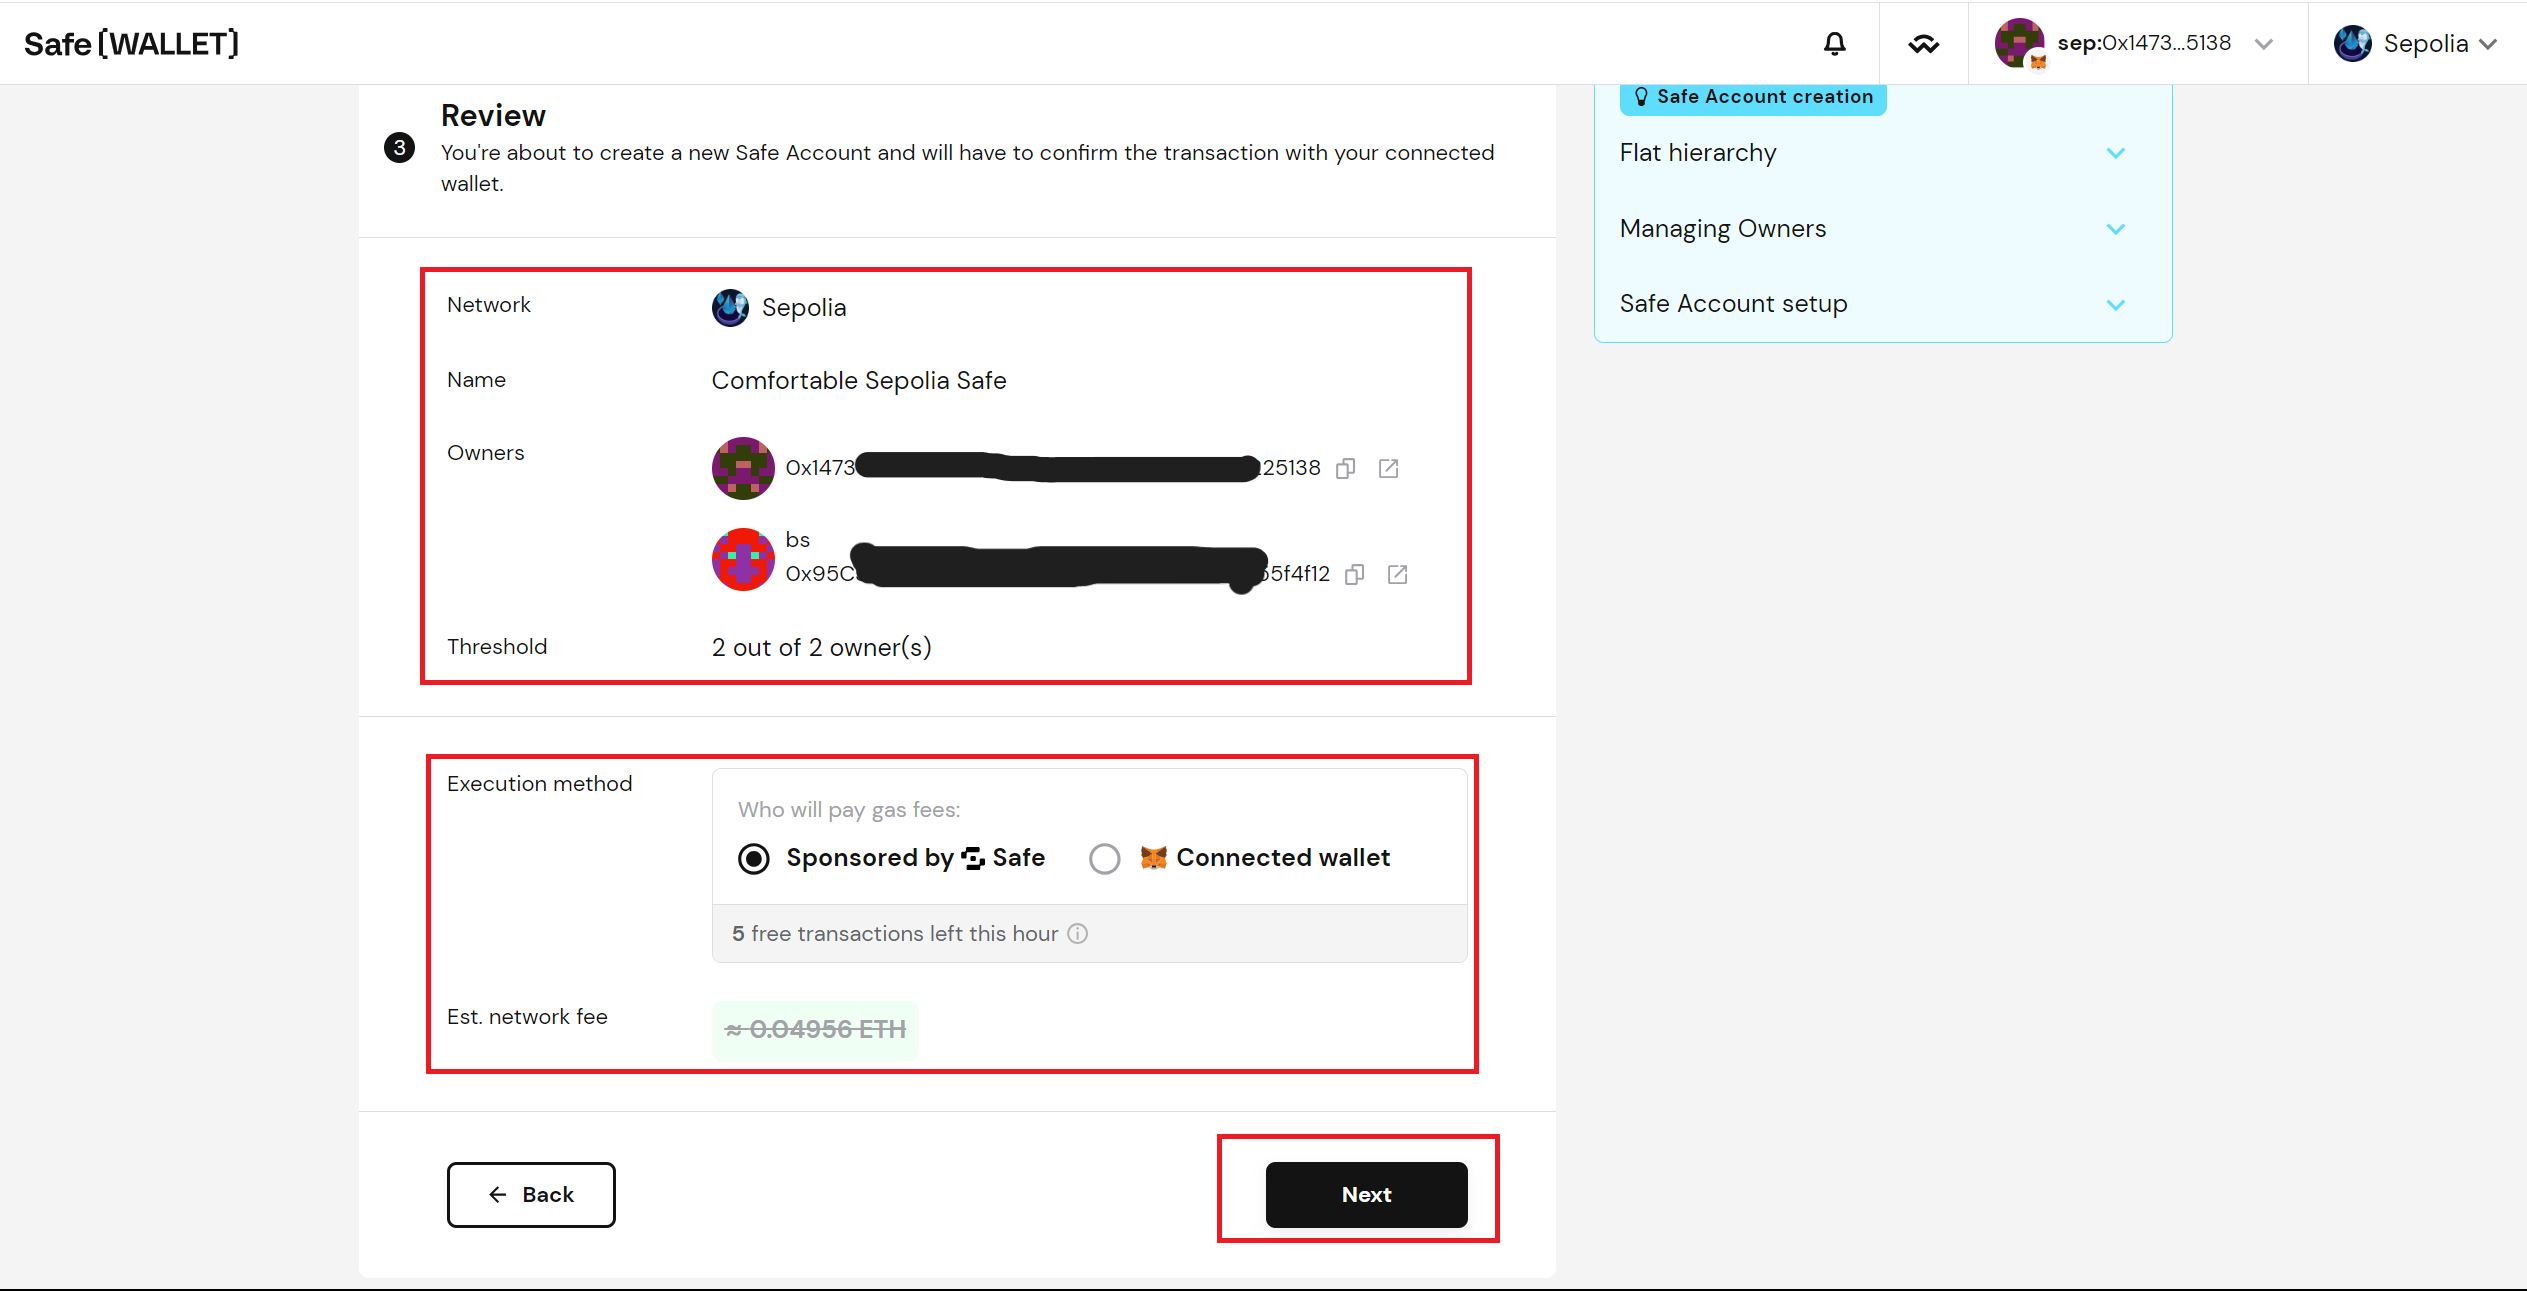 Safe{WALLET}
sep:0x1473...5138
Sepolia
Safe Account creation
Flat hierarchy
Managing Owners
Safe Account setup
Review
3
You're about to create a new Safe Account and will have to confirm the transaction with your connected
wallet.
Network
Sepolia
Name
Comfortable Sepolia Safe
Owners
0x1473
25138
bs
0x95C
5f4f12
Threshold
2 out of 2 owner(s)
Execution method
Who will pay gas fees:
Sponsored by Safe
Connected wallet
5 free transactions left this hour
Est. network fee
≈ 0.04956 ETH
Back
Next